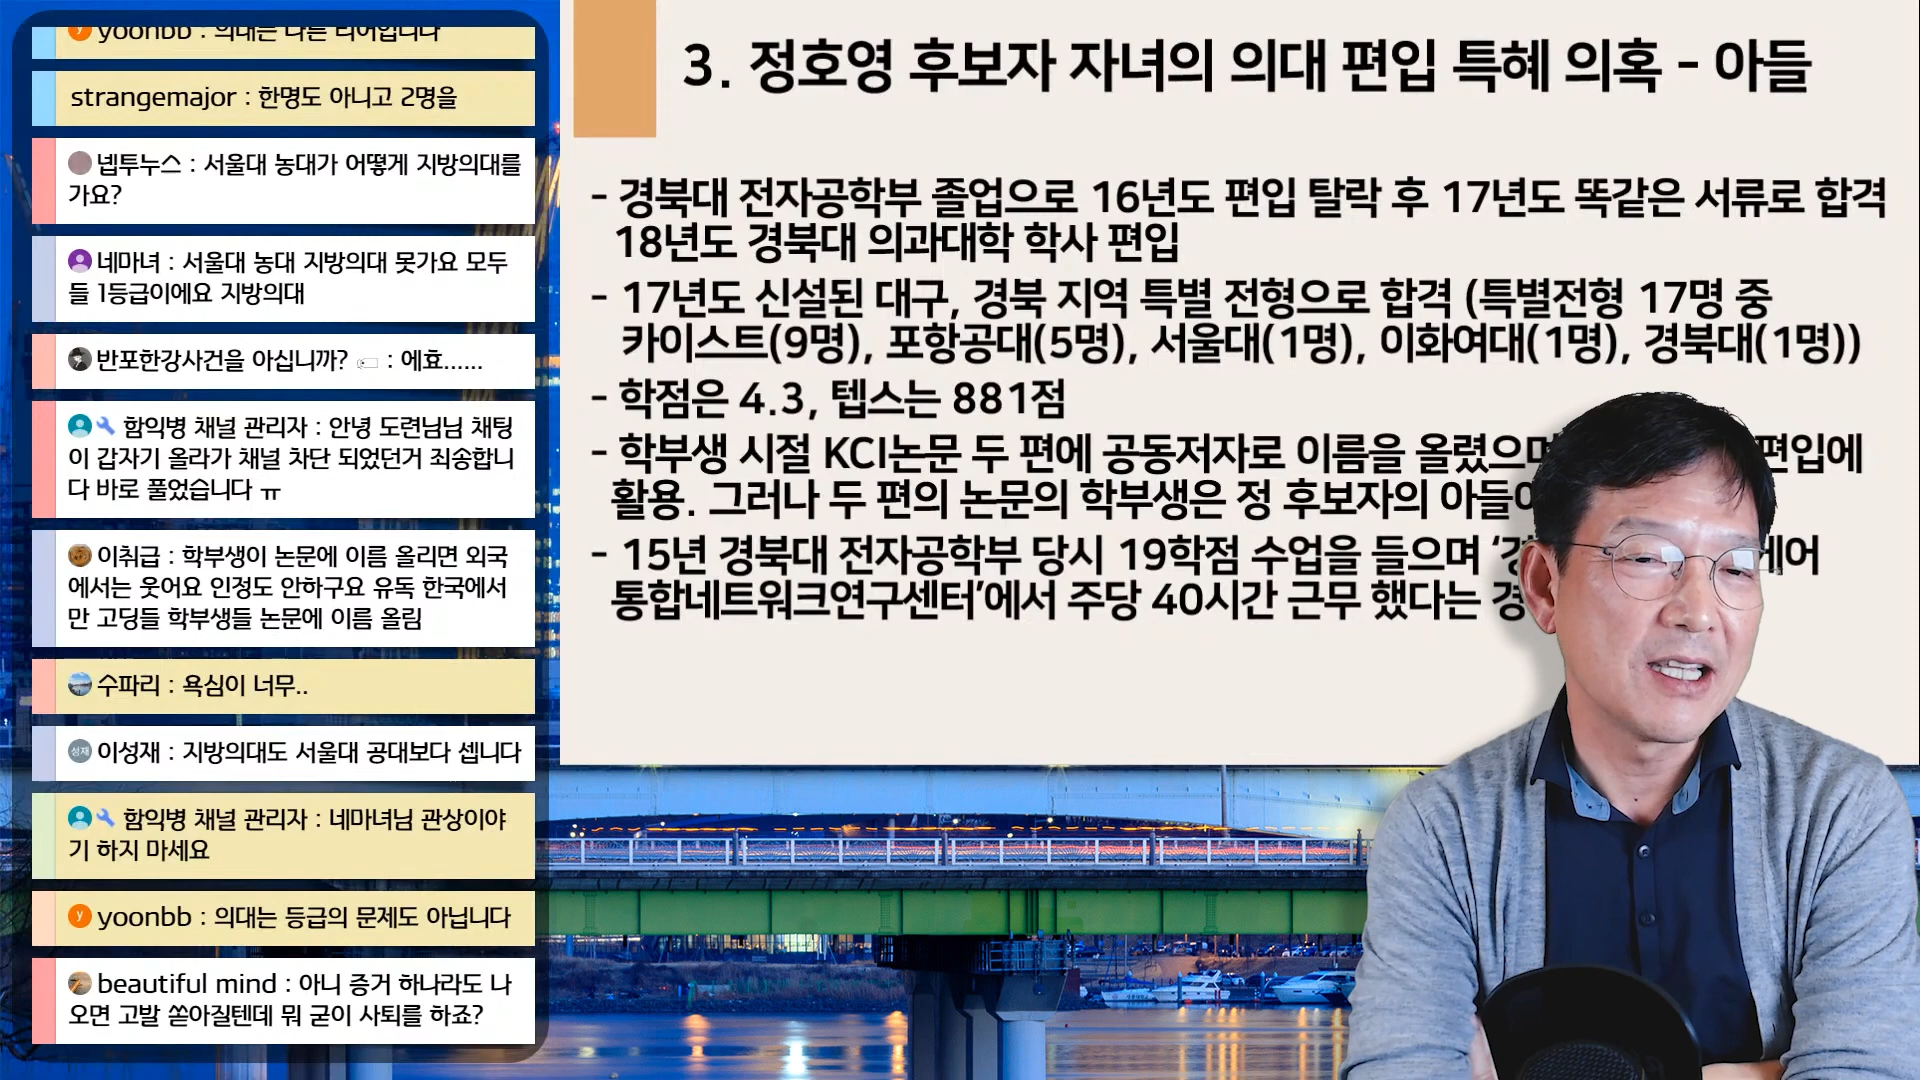 yoonbb : 의대는 다른 티어입니다
strangemajor : 한명도 아니고 2명을
넵투누스 : 서울대 농대가 어떻게 지방의대를
가요?
네마녀 : 서울대 농대 지방의대 못가요 모두
들 1등급이에요 지방의대
반포한강사건을 아십니까? : 에효......
함익병 채널 관리자 : 안녕 도련님님 채팅
이 갑자기 올라가 채널 차단 되었던거 죄송합니
다 바로 풀었습니다 ㅠ
이취급 : 학부생이 논문에 이름 올리면 외국
에서는 웃어요 인정도 안하구요 유독 한국에서
만 고딩들 학부생들 논문에 이름 올림
수파리 : 욕심이 너무..
성재 이성재 : 지방의대도 서울대 공대보다 셉니다
함익병 채널 관리자 : 네마녀님 관상이야
기 하지 마세요
y yoonbb : 의대는 등급의 문제도 아닙니다
beautiful mind : 아니 증거 하나라도 나
오면 고발 쏟아질텐데 뭐 굳이 사퇴를 하죠?
3. 정호영 후보자 자녀의 의대 편입 특혜 의혹 - 아들
- 경북대 전자공학부 졸업으로 16년도 편입 탈락 후 17년도 똑같은 서류로 합격
18년도 경북대 의과대학 학사 편입
- 17년도 신설된 대구, 경북 지역 특별 전형으로 합격 (특별전형 17명 중
카이스트(9명), 포항공대(5명), 서울대(1명), 이화여대(1명), 경북대(1명))
- 학점은 4.3, 텝스는 881점
- 학부생 시절 KCI논문 두 편에 공동저자로 이름을 올렸으며 편입에
활용. 그러나 두 편의 논문의 학부생은 정 후보자의 아들
- 15년 경북대 전자공학부 당시 19학점 수업을 들으며 '경 케어
통합네트워크연구센터'에서 주당 40시간 근무 했다는 경